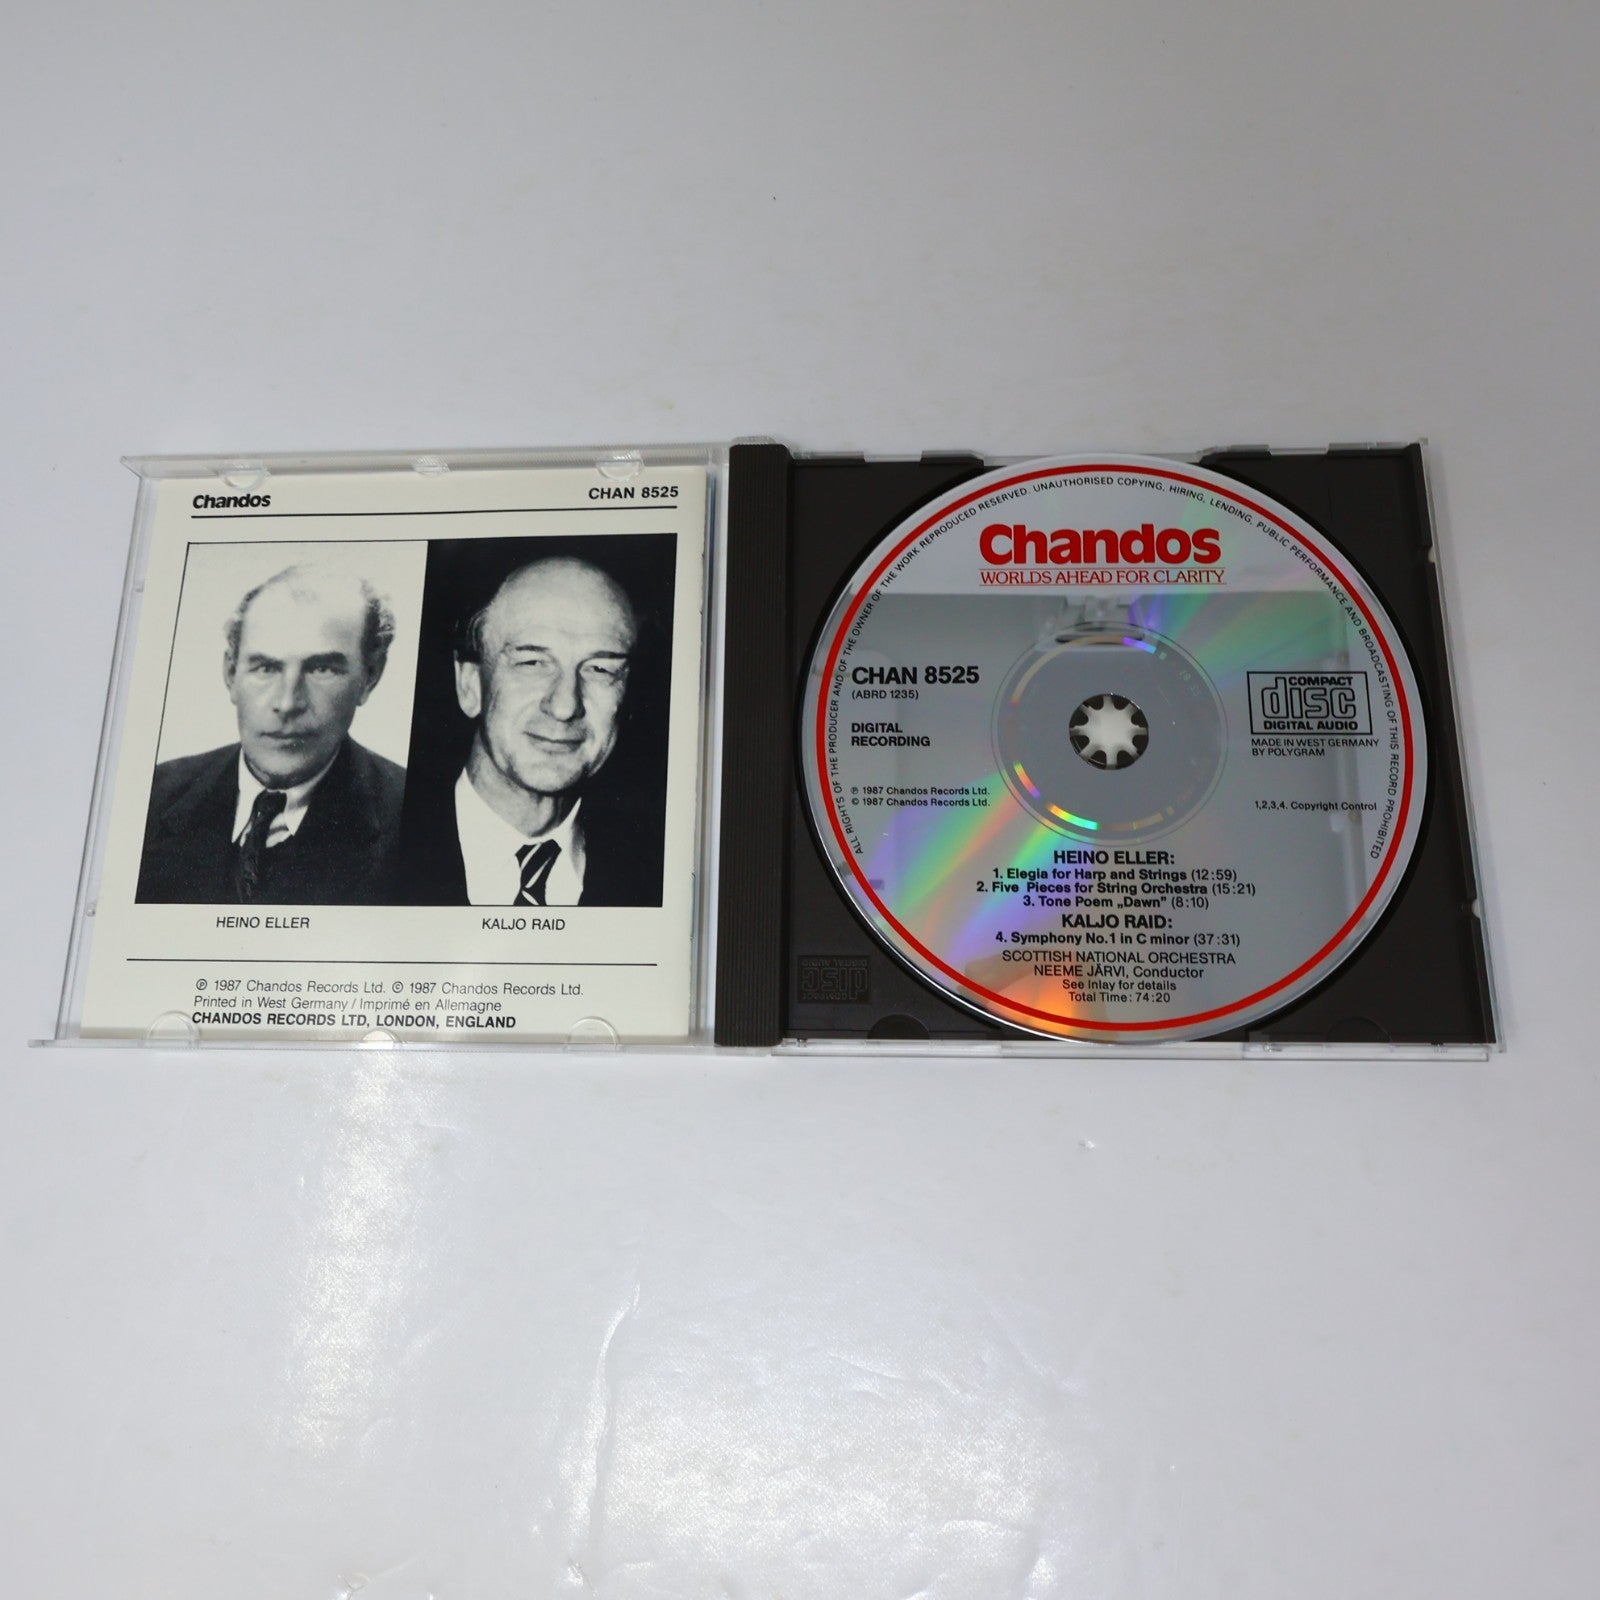 Chandos
CHAN 8525
HEINO ELLER
KALJO RAID
℗ 1987 Chandos Records Ltd. © 1987 Chandos Records Ltd.
Printed in West Germany / Imprimé en Allemagne
CHANDOS RECORDS LTD, LONDON, ENGLAND
ALL RIGHTS OF THE PRODUCER AND OF THE OWNER OF THE WORK REPRODUCED RESERVED. UNAUTHORISED COPYING, HIRING, LENDING, PUBLIC PERFORMANCE AND BROADCASTING OF THIS RECORD PROHIBITED
Chandos
WORLDS AHEAD FOR CLARITY
CHAN 8525
(ABRD 1235)
DIGITAL
RECORDING
℗ 1987 Chandos Records Ltd.
© 1987 Chandos Records Ltd.
COMPACT
disc
DIGITAL AUDIO
MADE IN WEST GERMANY
BY POLYGRAM
1,2,3,4. Copyright Control
HEINO ELLER:
1. Elegia for Harp and Strings (12:59)
2. Five Pieces for String Orchestra (15:21)
3. Tone Poem „Dawn” (8:10)
KALJO RAID:
4. Symphony No.1 in C minor (37:31)
SCOTTISH NATIONAL ORCHESTRA
NEEME JÄRVI, Conductor
See Inlay for details
Total Time: 74:20
COMPACT
disc
DIGITAL AUDIO